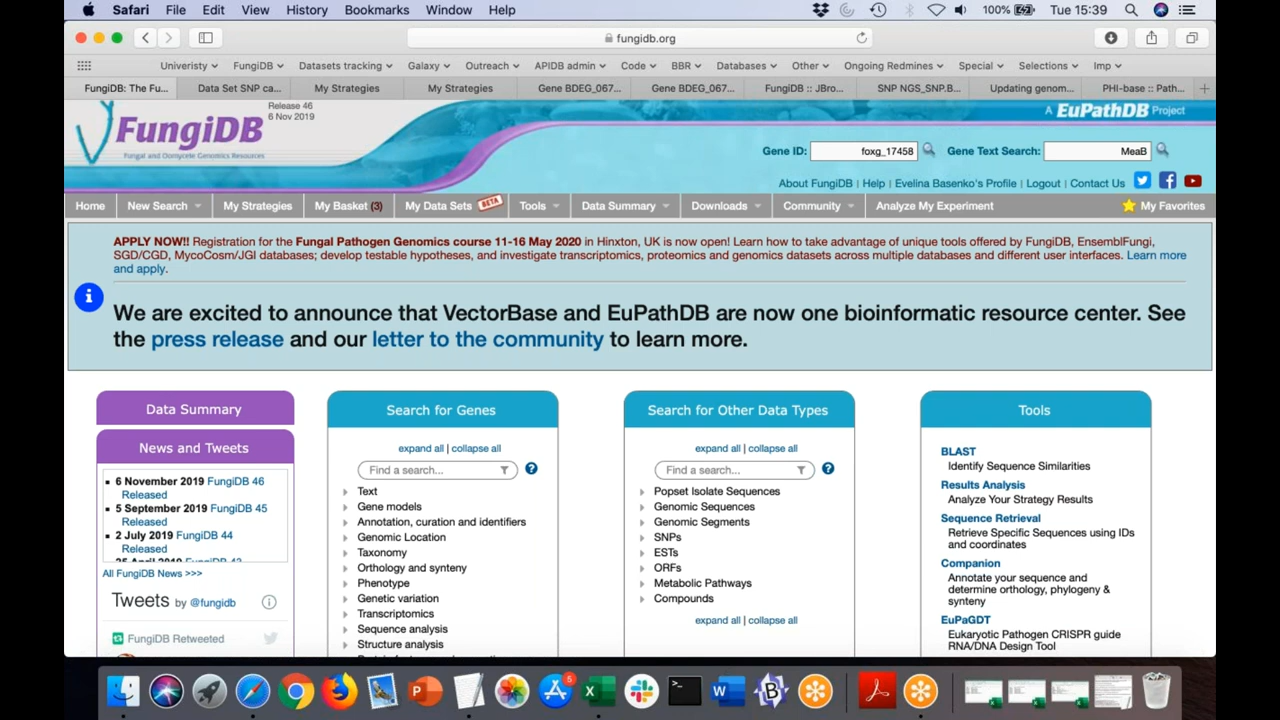 Safari File Edit View History Bookmarks Window Help 100% Tue 15:39
fungidb.org
Univeristy FungiDB Datasets tracking Galaxy Outreach APIDB admin Code BBR Databases Other Ongoing Redmines Special Selections Imp
FungiDB: The Fu... Data Set SNP ca... My Strategies My Strategies Gene BDEG_067... Gene BDEG_067... FungiDB :: JBro... SNP NGS_SNP.B... Updating genom... PHI-base :: Path...
Release 46
6 Nov 2019
FungiDB
Fungal and Oomycete Genomics Resources
A EuPathDB Project
Gene ID: foxg_17458 Gene Text Search: MeaB
About FungiDB | Help | Evelina Basenko's Profile | Logout | Contact Us
Home New Search My Strategies My Basket (3) My Data Sets BETA Tools Data Summary Downloads Community Analyze My Experiment My Favorites
APPLY NOW!! Registration for the Fungal Pathogen Genomics course 11-16 May 2020 in Hinxton, UK is now open! Learn how to take advantage of unique tools offered by FungiDB, EnsemblFungi,
SGD/CGD, MycoCosm/JGI databases; develop testable hypotheses, and investigate transcriptomics, proteomics and genomics datasets across multiple databases and different user interfaces. Learn more
and apply.
We are excited to announce that VectorBase and EuPathDB are now one bioinformatic resource center. See
the press release and our letter to the community to learn more.
Data Summary
News and Tweets
6 November 2019 FungiDB 46
Released
5 September 2019 FungiDB 45
Released
2 July 2019 FungiDB 44
Released
All FungiDB News >>>
Tweets by @fungidb
FungiDB Retweeted
Search for Genes
expand all | collapse all
Find a search...
Text
Gene models
Annotation, curation and identifiers
Genomic Location
Taxonomy
Orthology and synteny
Phenotype
Genetic variation
Transcriptomics
Sequence analysis
Structure analysis
Search for Other Data Types
expand all | collapse all
Find a search...
Popset Isolate Sequences
Genomic Sequences
Genomic Segments
SNPs
ESTs
ORFs
Metabolic Pathways
Compounds
expand all | collapse all
Tools
BLAST
Identify Sequence Similarities
Results Analysis
Analyze Your Strategy Results
Sequence Retrieval
Retrieve Specific Sequences using IDs
and coordinates
Companion
Annotate your sequence and
determine orthology, phylogeny &
synteny
EuPaGDT
Eukaryotic Pathogen CRISPR guide
RNA/DNA Design Tool
5